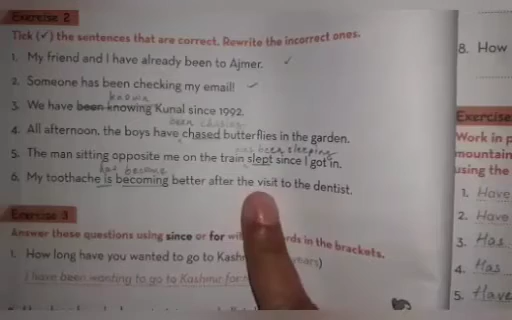 Exercise 2
Tick (✓) the sentences that are correct. Rewrite the incorrect ones.
1. My friend and I have already been to Ajmer. ✓
2. Someone has been checking my email! ✓
known
3. We have been knowing Kunal since 1992.
been chasing
4. All afternoon, the boys have chased butterflies in the garden.
has been sleeping
5. The man sitting opposite me on the train slept since I got in.
has become
6. My toothache is becoming better after the visit to the dentist.
Exercise 3
Answer these questions using since or for in the brackets.
1. How long have you wanted to go to years)
I have been wanting to go to Kashmir for
8. How
Exercise
Work in
mountain
using the
1. Have
2. Have
3. Has
4. Has
5. Have